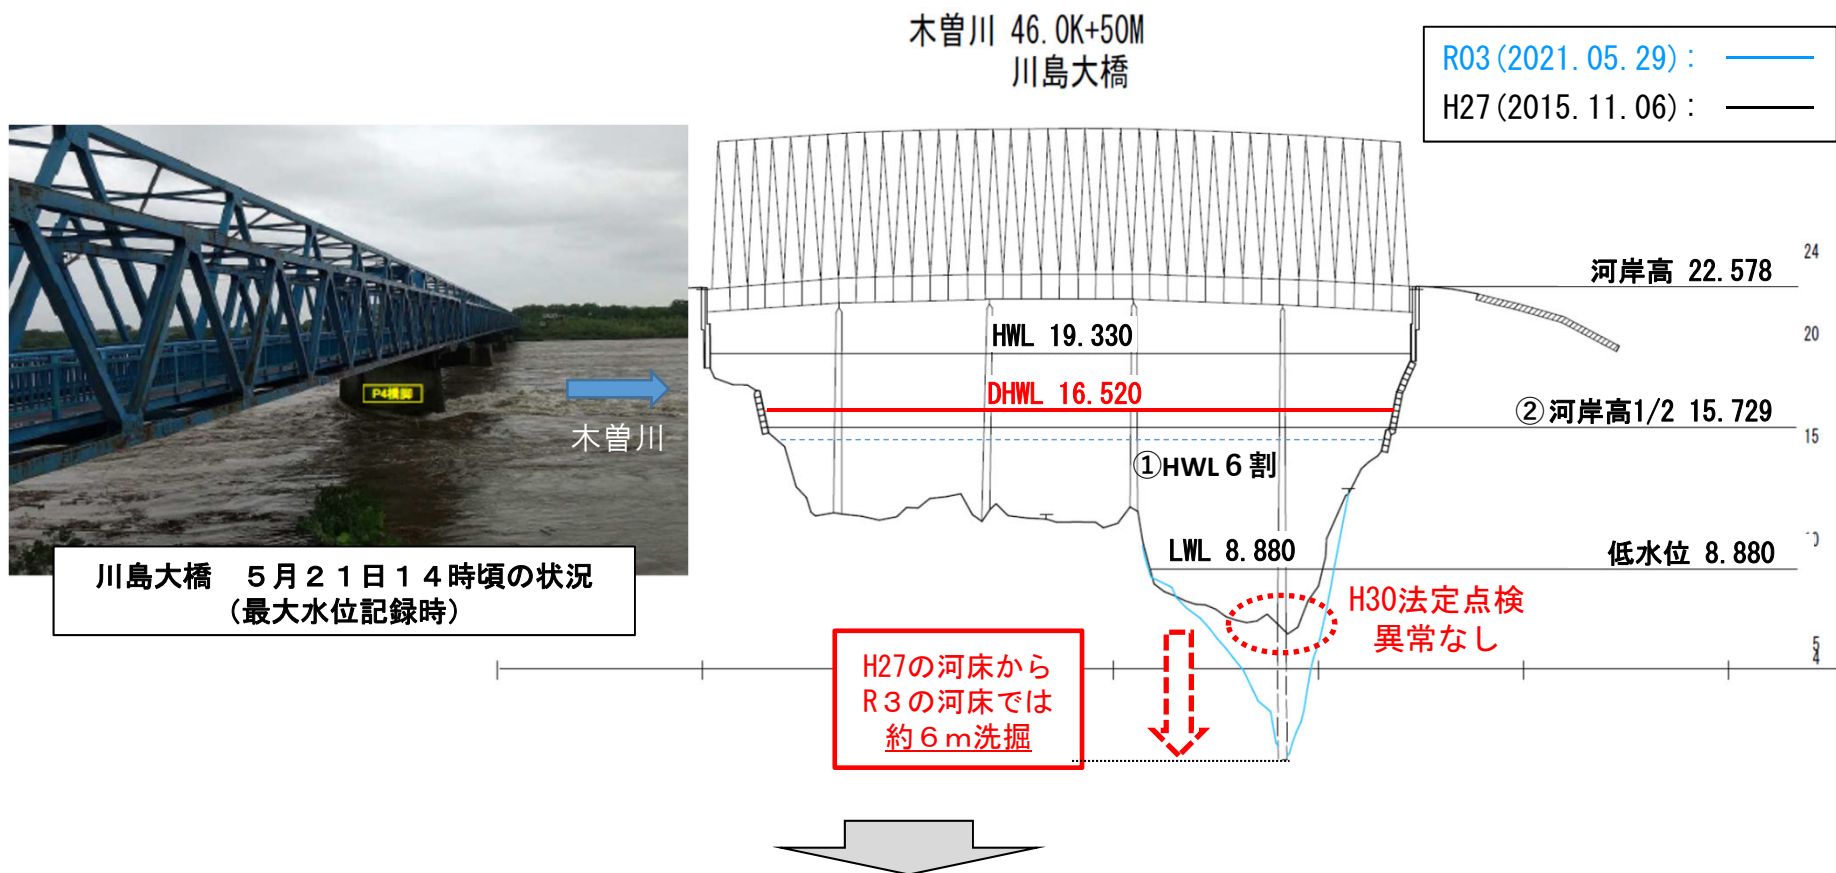 木曽川 46.0K+50M
川島大橋
R03(2021.05.29):
H27(2015.11.06):
P4橋脚
木曽川
川島大橋　５月２１日１４時頃の状況
（最大水位記録時）
24
河岸高 22.578
20
HWL 19.330
DHWL 16.520
②河岸高1/2 15.729
15
①HWL６割
LWL 8.880
低水位 8.880
H30法定点検
異常なし
5
4
H27の河床から
R３の河床では
約６ｍ洗掘